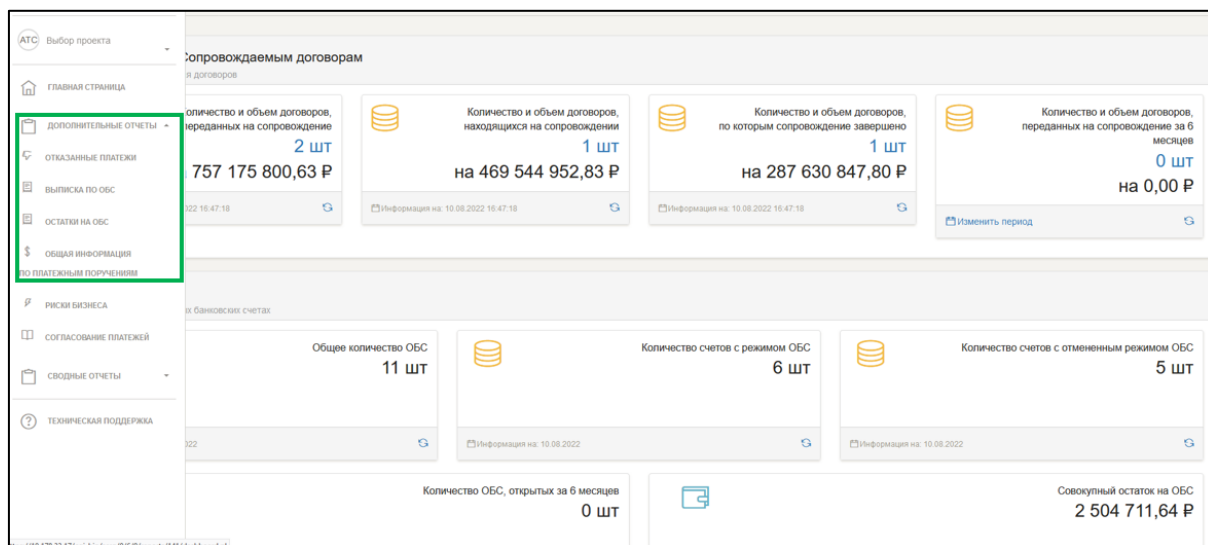 АТС Выбор проекта
ГЛАВНАЯ СТРАНИЦА
ДОПОЛНИТЕЛЬНЫЕ ОТЧЕТЫ
ОТКАЗАННЫЕ ПЛАТЕЖИ
ВЫПИСКА ПО ОБС
ОСТАТКИ НА ОБС
ОБЩАЯ ИНФОРМАЦИЯ
ПО ПЛАТЕЖНЫМ ПОРУЧЕНИЯМ
РИСКИ БИЗНЕСА
СОГЛАСОВАНИЕ ПЛАТЕЖЕЙ
СВОДНЫЕ ОТЧЕТЫ
ТЕХНИЧЕСКАЯ ПОДДЕРЖКА
Сопровождаемым договорам
я договоров
оличество и объем договоров,
переданных на сопровождение
2 шт
757 175 800,63 ₽
022 16:47:18
Количество и объем договоров,
находящихся на сопровождении
1 шт
на 469 544 952,83 ₽
Информация на: 10.08.2022 16:47:18
Количество и объем договоров,
по которым сопровождение завершено
1 шт
на 287 630 847,80 ₽
Информация на: 10.08.2022 16:47:18
Количество и объем договоров,
переданных на сопровождение за 6
месяцев
0 шт
на 0,00 ₽
Изменить период
х банковских счетах
Общее количество ОБС
11 шт
022
Количество счетов с режимом ОБС
6 шт
Информация на: 10.08.2022
Количество счетов с отмененным режимом ОБС
5 шт
Информация на: 10.08.2022
Количество ОБС, открытых за 6 месяцев
0 шт
Совокупный остаток на ОБС
2 504 711,64 ₽